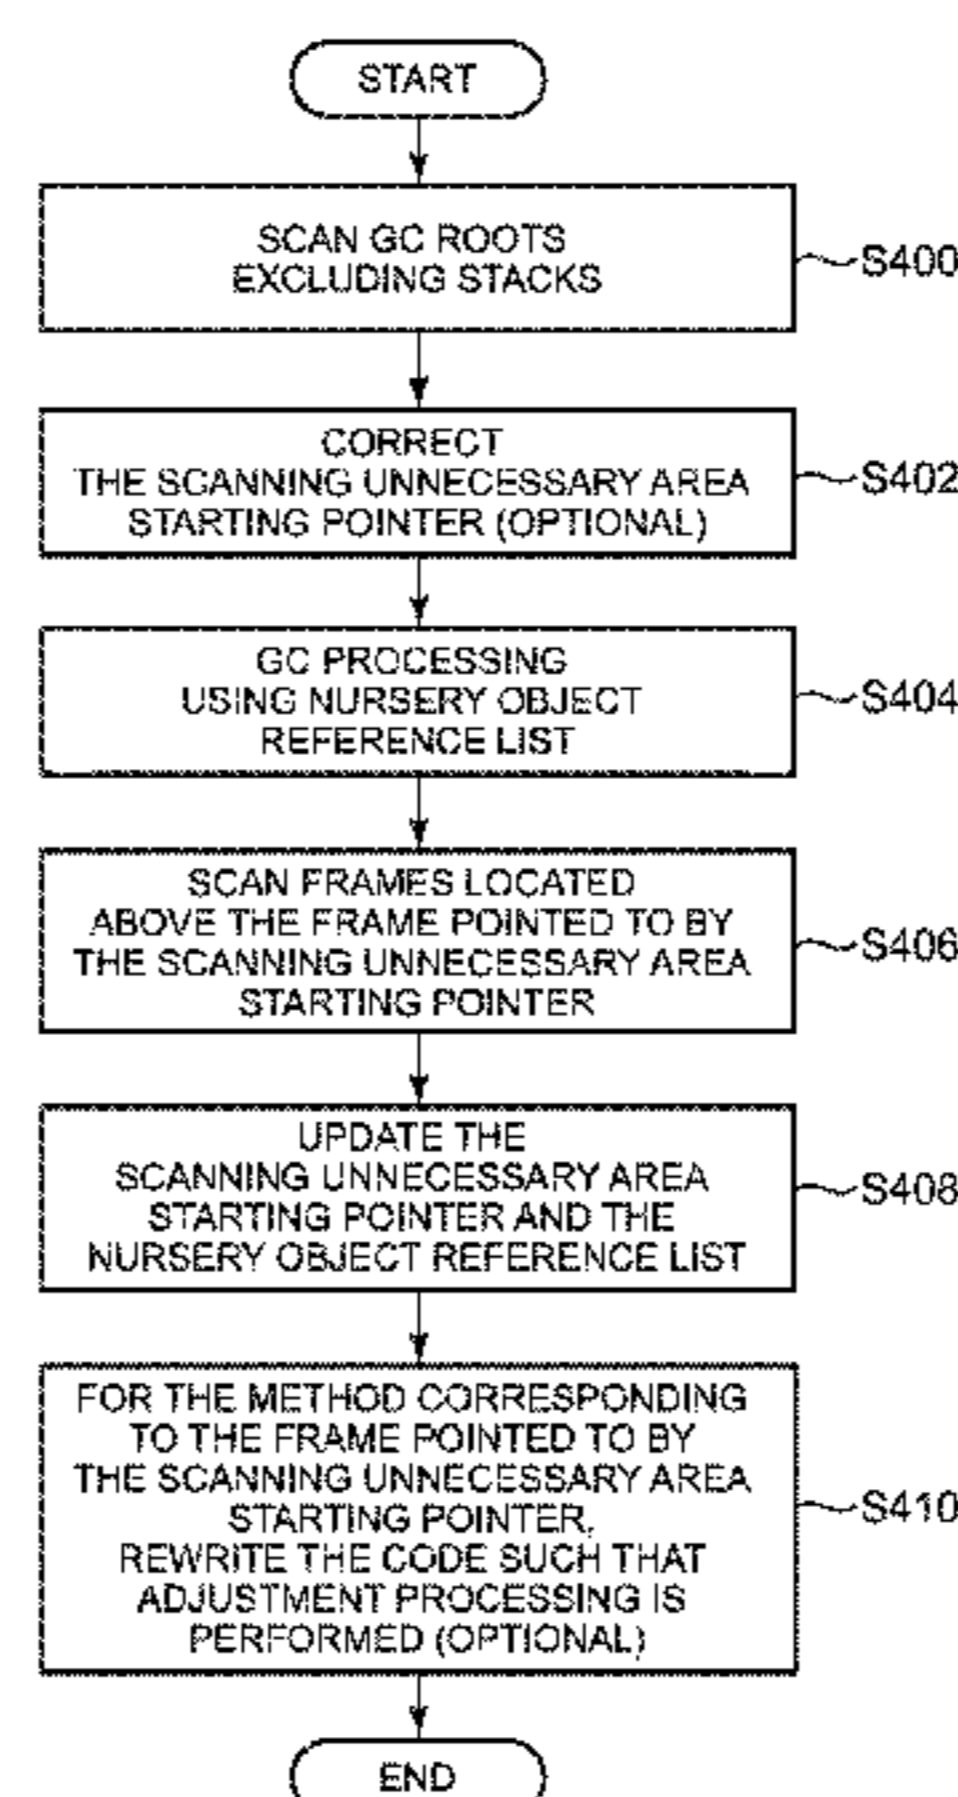 START
SCAN GC ROOTS
EXCLUDING STACKS
S400
CORRECT
THE SCANNING UNNECESSARY AREA
STARTING POINTER (OPTIONAL)
S402
GC PROCESSING
USING NURSERY OBJECT
REFERENCE LIST
S404
SCAN FRAMES LOCATED
ABOVE THE FRAME POINTED TO BY
THE SCANNING UNNECESSARY AREA
STARTING POINTER
S406
UPDATE THE
SCANNING UNNECESSARY AREA
STARTING POINTER AND THE
NURSERY OBJECT REFERENCE LIST
S408
FOR THE METHOD CORRESPONDING
TO THE FRAME POINTED TO BY
THE SCANNING UNNECESSARY AREA
STARTING POINTER,
REWRITE THE CODE SUCH THAT
ADJUSTMENT PROCESSING IS
PERFORMED (OPTIONAL)
S410
END